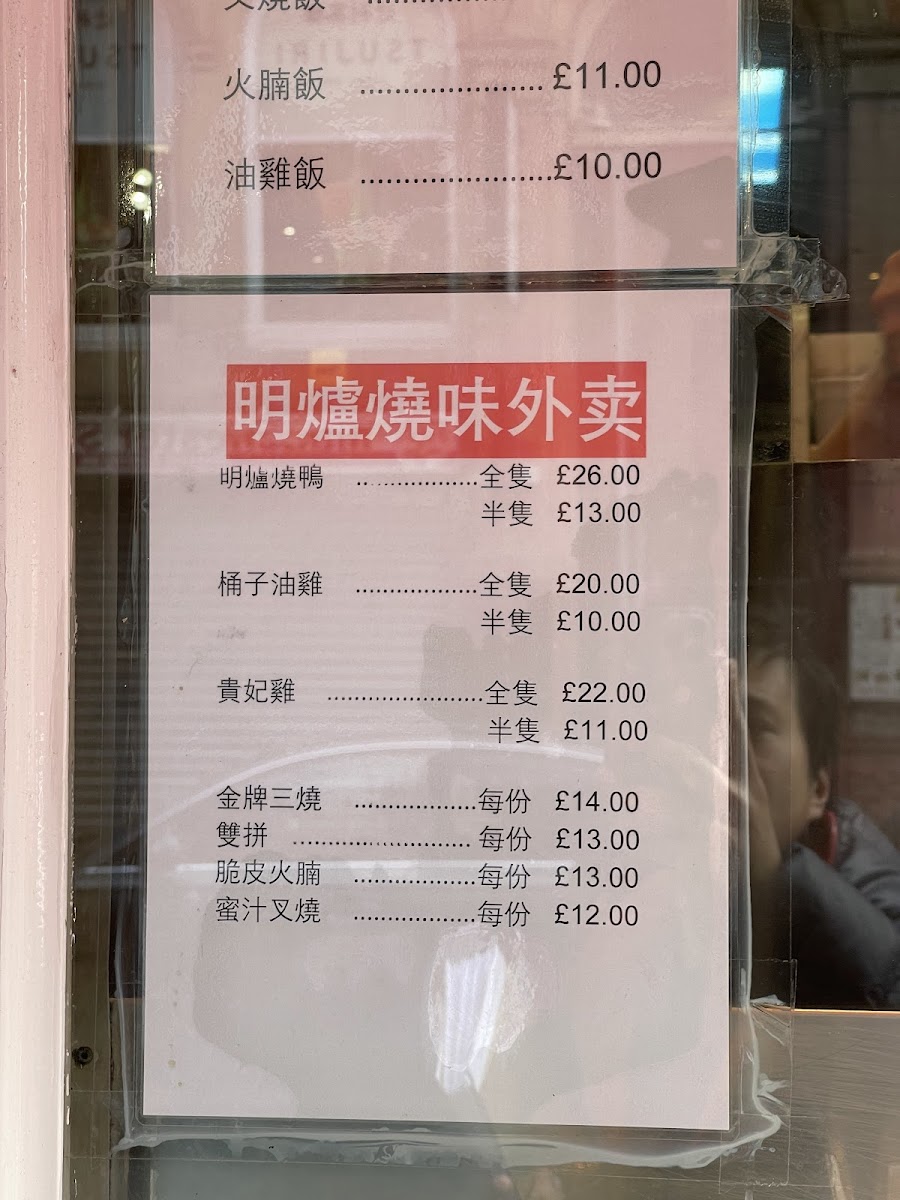 叉燒飯 ....................
火腩飯 ..................... £11.00
油雞飯 ......................£10.00
明爐燒味外卖
明爐燒鴨 ...............全隻 £26.00
半隻 £13.00
桶子油雞 ...............全隻 £20.00
半隻 £10.00
貴妃雞 ...................全隻 £22.00
半隻 £11.00
金牌三燒 ...............每份 £14.00
雙拼 ...................... 每份 £13.00
脆皮火腩 ...............每份 £13.00
蜜汁叉燒 ...............每份 £12.00